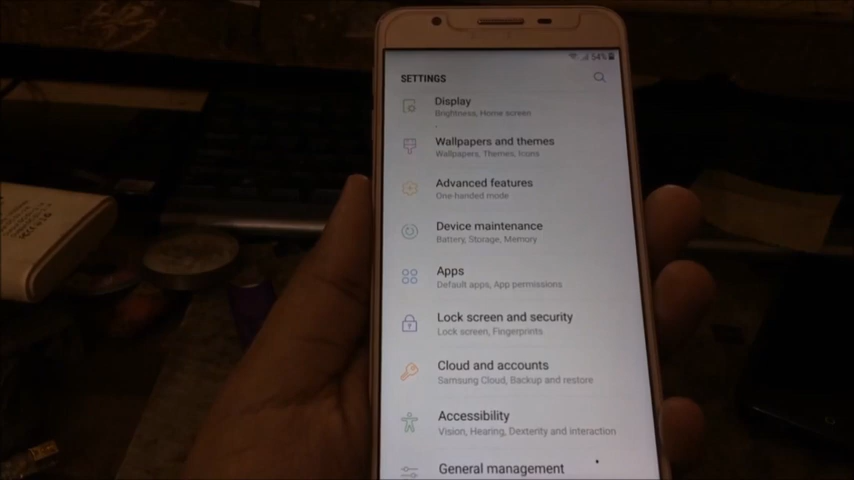 54%
SETTINGS
Display
Brightness, Home screen
Wallpapers and themes
Wallpapers, Themes, Icons
Advanced features
One-handed mode
Device maintenance
Battery, Storage, Memory
Apps
Default apps, App permissions
Lock screen and security
Lock screen, Fingerprints
Cloud and accounts
Samsung Cloud, Backup and restore
Accessibility
Vision, Hearing, Dexterity and interaction
General management